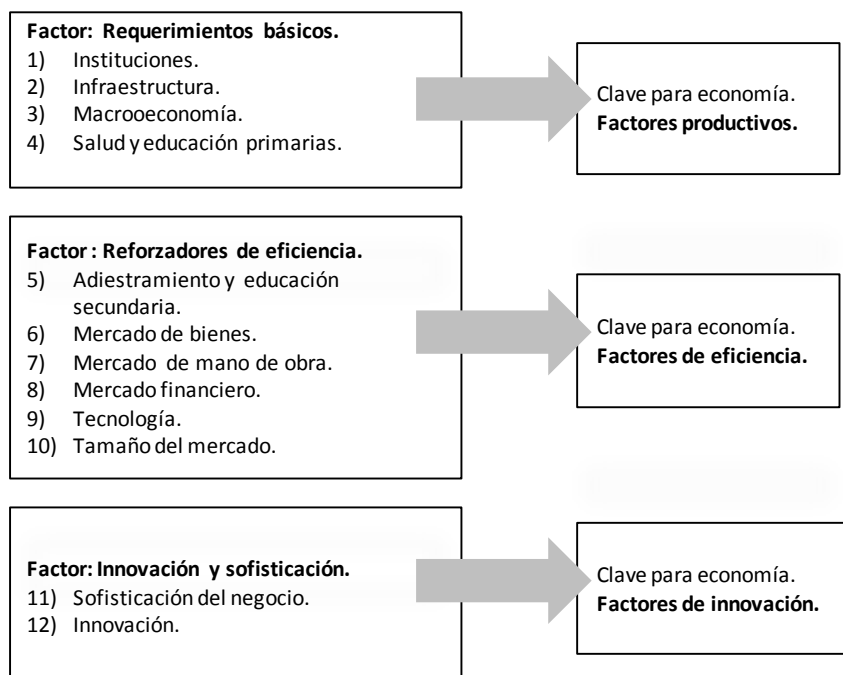 Factor: Requerimientos básicos.
1) Instituciones.
2) Infraestructura.
3) Macrooeconomía.
4) Salud y educación primarias.
Clave para economía.
Factores productivos.
Factor : Reforzadores de eficiencia.
5) Adiestramiento y educación
secundaria.
6) Mercado de bienes.
7) Mercado de mano de obra.
8) Mercado financiero.
9) Tecnología.
10) Tamaño del mercado.
Clave para economía.
Factores de eficiencia.
Factor: Innovación y sofisticación.
11) Sofisticación del negocio.
12) Innovación.
Clave para economía.
Factores de innovación.